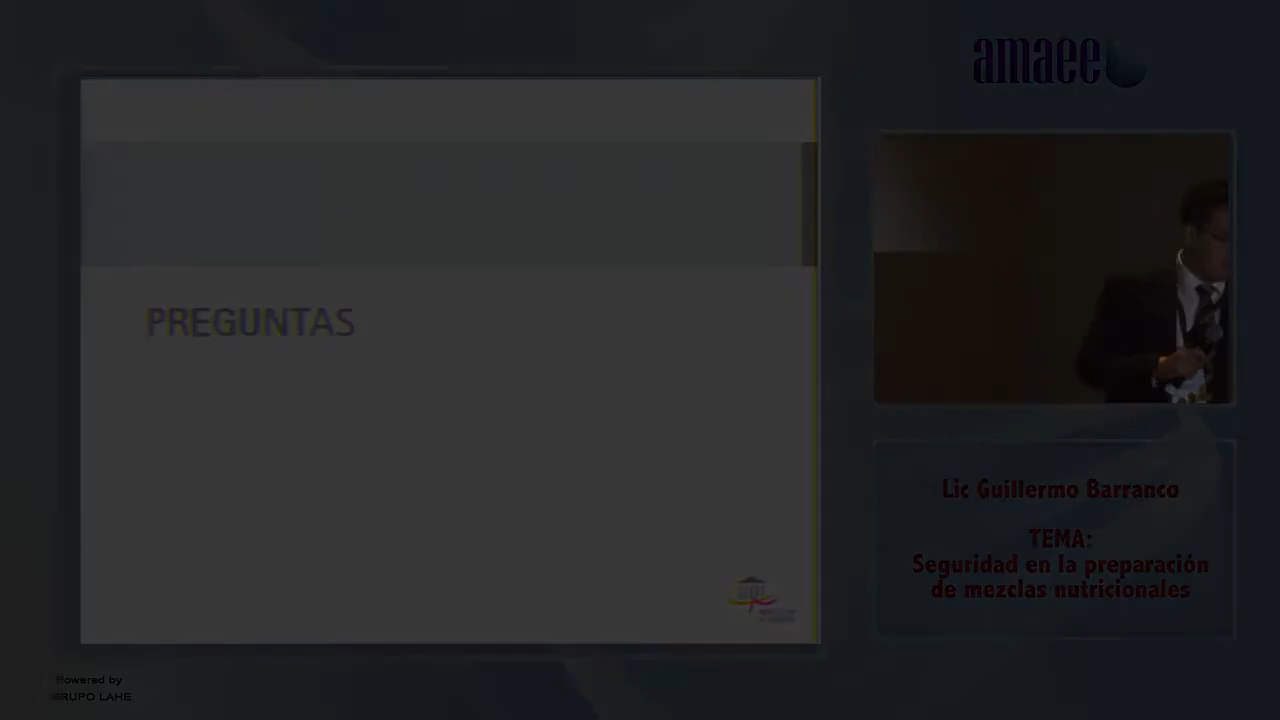 amaee
PREGUNTAS
Lic Guillermo Barranco
TEMA:
Seguridad en la preparación
de mezclas nutricionales
Powered by
GRUPO LAHE